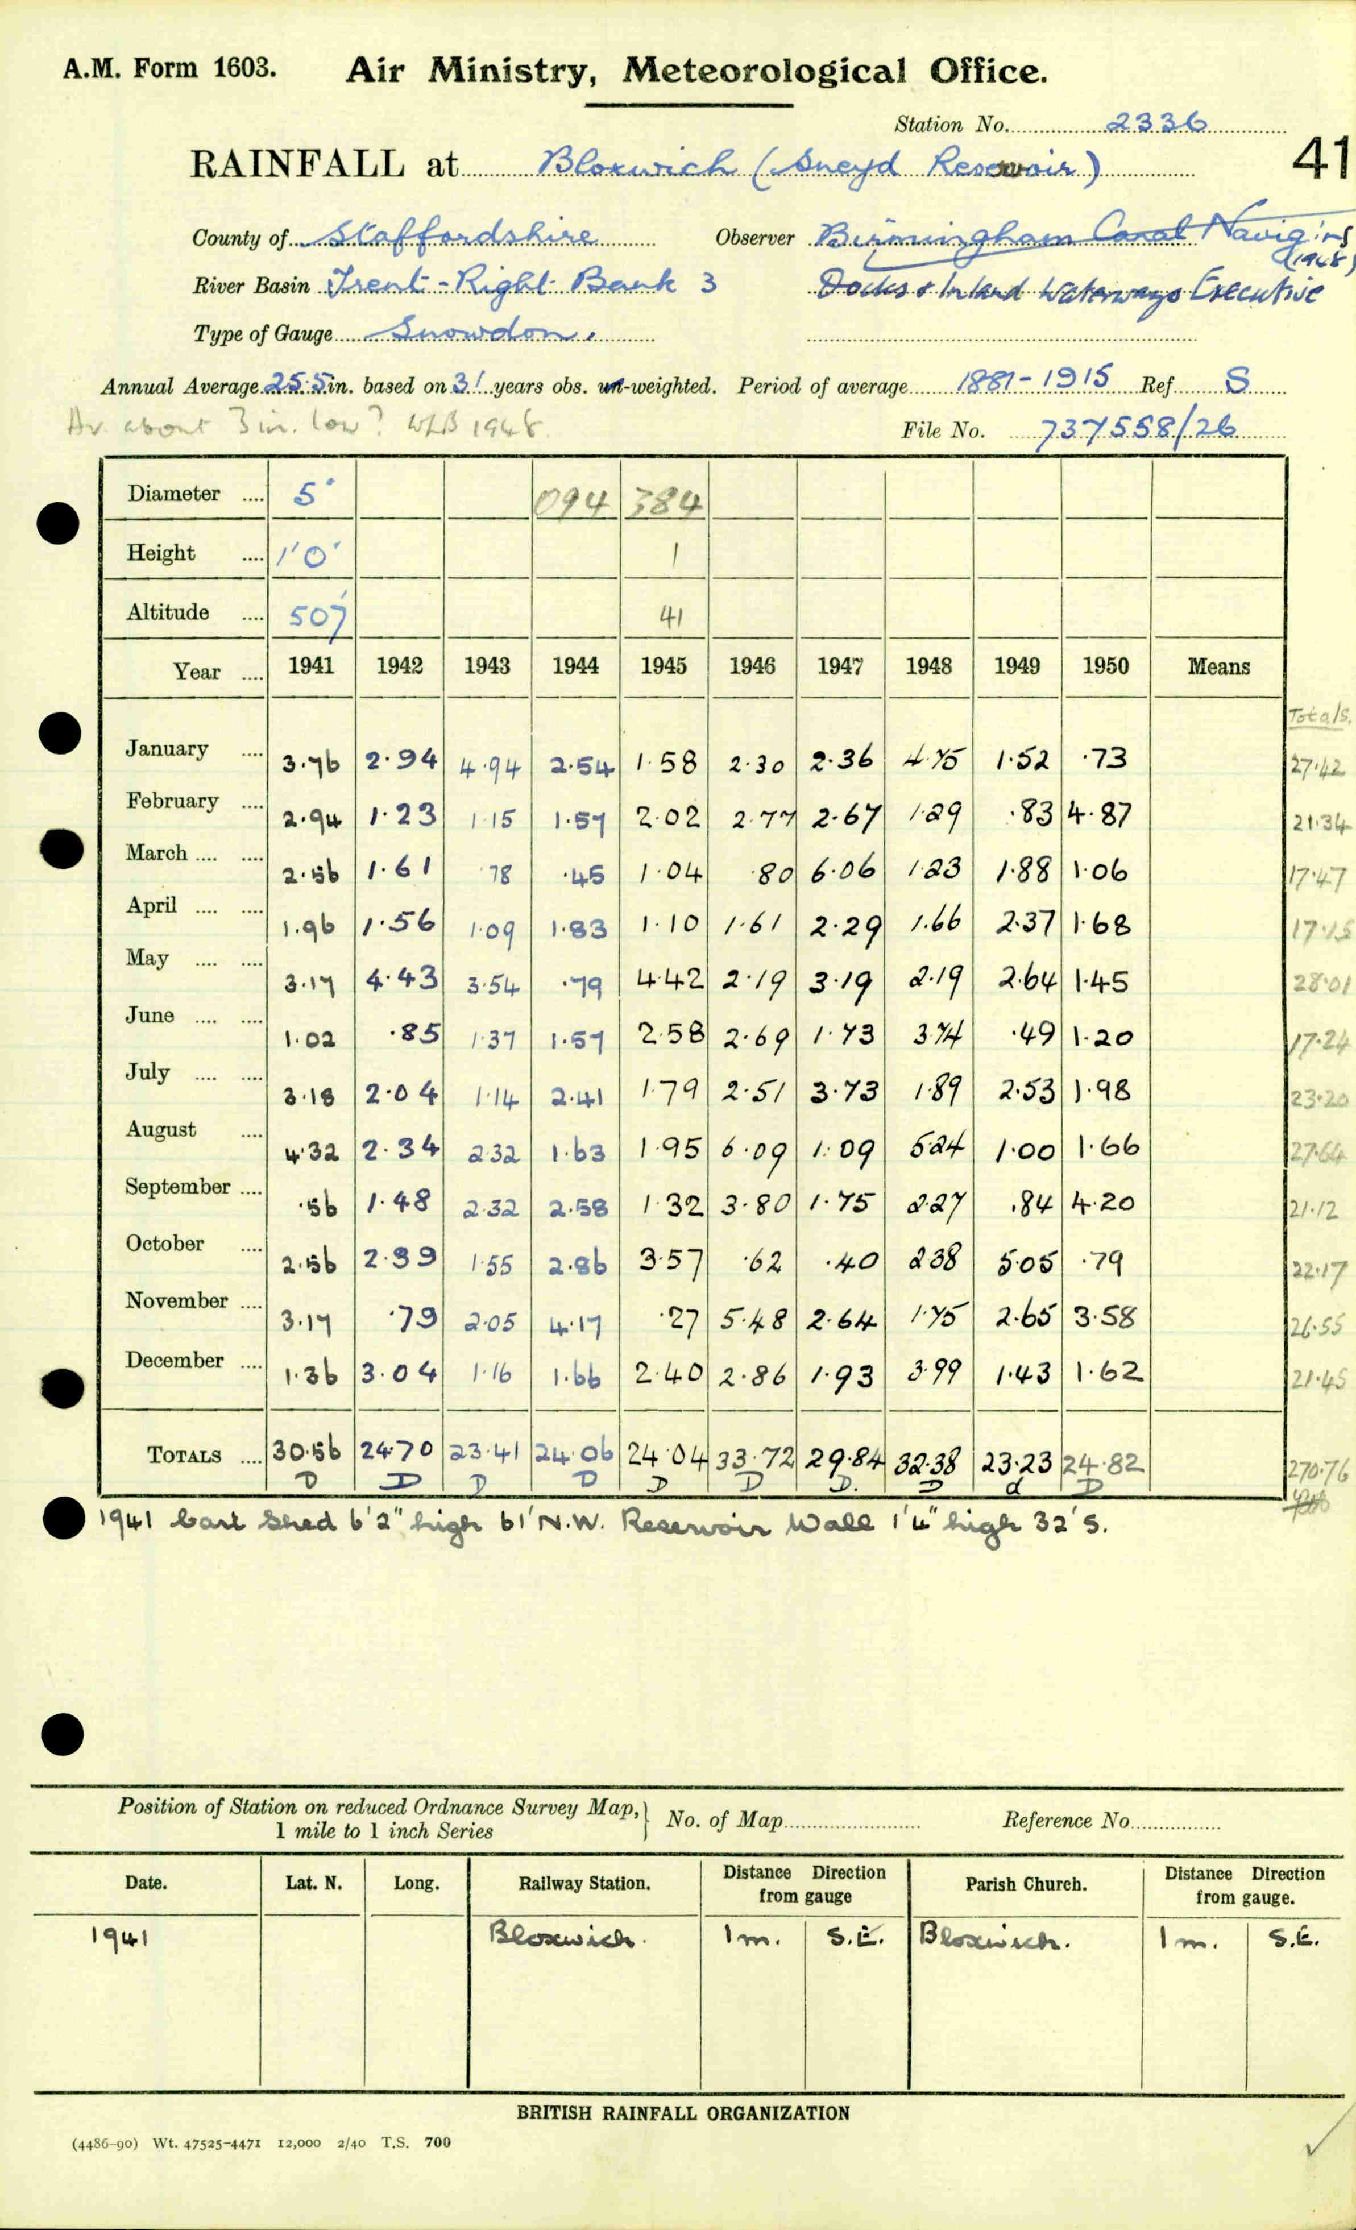 A.M. Form 1603. Air Ministry, Meteorological Office.
Station No. 2336
41
RAINFALL at Bloxwich (Sneyd Reservoir)
County of Staffordshire Observer Birmingham Canal Navig'ns
(1948)
River Basin Trent - Right Bank 3 Docks & Inland Waterways Executive
Type of Gauge Snowdon.
Annual Average 25.5 in. based on 31 years obs. un-weighted. Period of average 1881-1915 Ref S
Av. about 3 in. low? WLB 1948. File No. 737558/26
Diameter .... 5" 094 384
Height .... 1'0" 1
Altitude .... 507' 41
Year .... 1941 1942 1943 1944 1945 1946 1947 1948 1949 1950 Means
Totals.
January .... 3.76 2.94 4.94 2.54 1.58 2.30 2.36 4.75 1.52 .73 27.42
February .... 2.94 1.23 1.15 1.57 2.02 2.77 2.67 1.29 .83 4.87 21.34
March .... .... 2.56 1.61 78 .45 1.04 .80 6.06 1.23 1.88 1.06 17.47
April .... .... 1.96 1.56 1.09 1.83 1.10 1.61 2.29 1.66 2.37 1.68 17.15
May .... .... 3.17 4.43 3.54 .79 4.42 2.19 3.19 2.19 2.64 1.45 28.01
June .... .... 1.02 .85 1.37 1.57 2.58 2.69 1.73 3.74 .49 1.20 17.24
July .... .... 3.18 2.04 1.14 2.41 1.79 2.51 3.73 1.89 2.53 1.98 23.20
August .... 4.32 2.34 2.32 1.63 1.95 6.09 1.09 5.24 1.00 1.66 27.64
September .... .56 1.48 2.32 2.58 1.32 3.80 1.75 2.27 .84 4.20 21.12
October .... 2.56 2.39 1.55 2.86 3.57 .62 .40 2.38 5.05 .79 22.17
November .... 3.17 .79 2.05 4.17 .27 5.48 2.64 1.75 2.65 3.58 26.55
December .... 1.36 3.04 1.16 1.66 2.40 2.86 1.93 3.99 1.43 1.62 21.45
TOTALS .... 30.56 24.70 23.41 24.06 24.04 33.72 29.84 32.38 23.23 24.82 270.76
D D D D D D D. D d D
1941 Cart Shed 6'2" high 61' N.W. Reservoir Wall 1'4" high 32' S.
Position of Station on reduced Ordnance Survey Map, } No. of Map Reference No.
1 mile to 1 inch Series
Date. Lat. N. Long. Railway Station. Distance Direction from gauge Parish Church. Distance Direction from gauge.
1941 Bloxwich. 1 m. S.E. Bloxwich. 1 m. S.E.
BRITISH RAINFALL ORGANIZATION
(4486-90) Wt. 47525-4471 12,000 2/40 T.S. 700